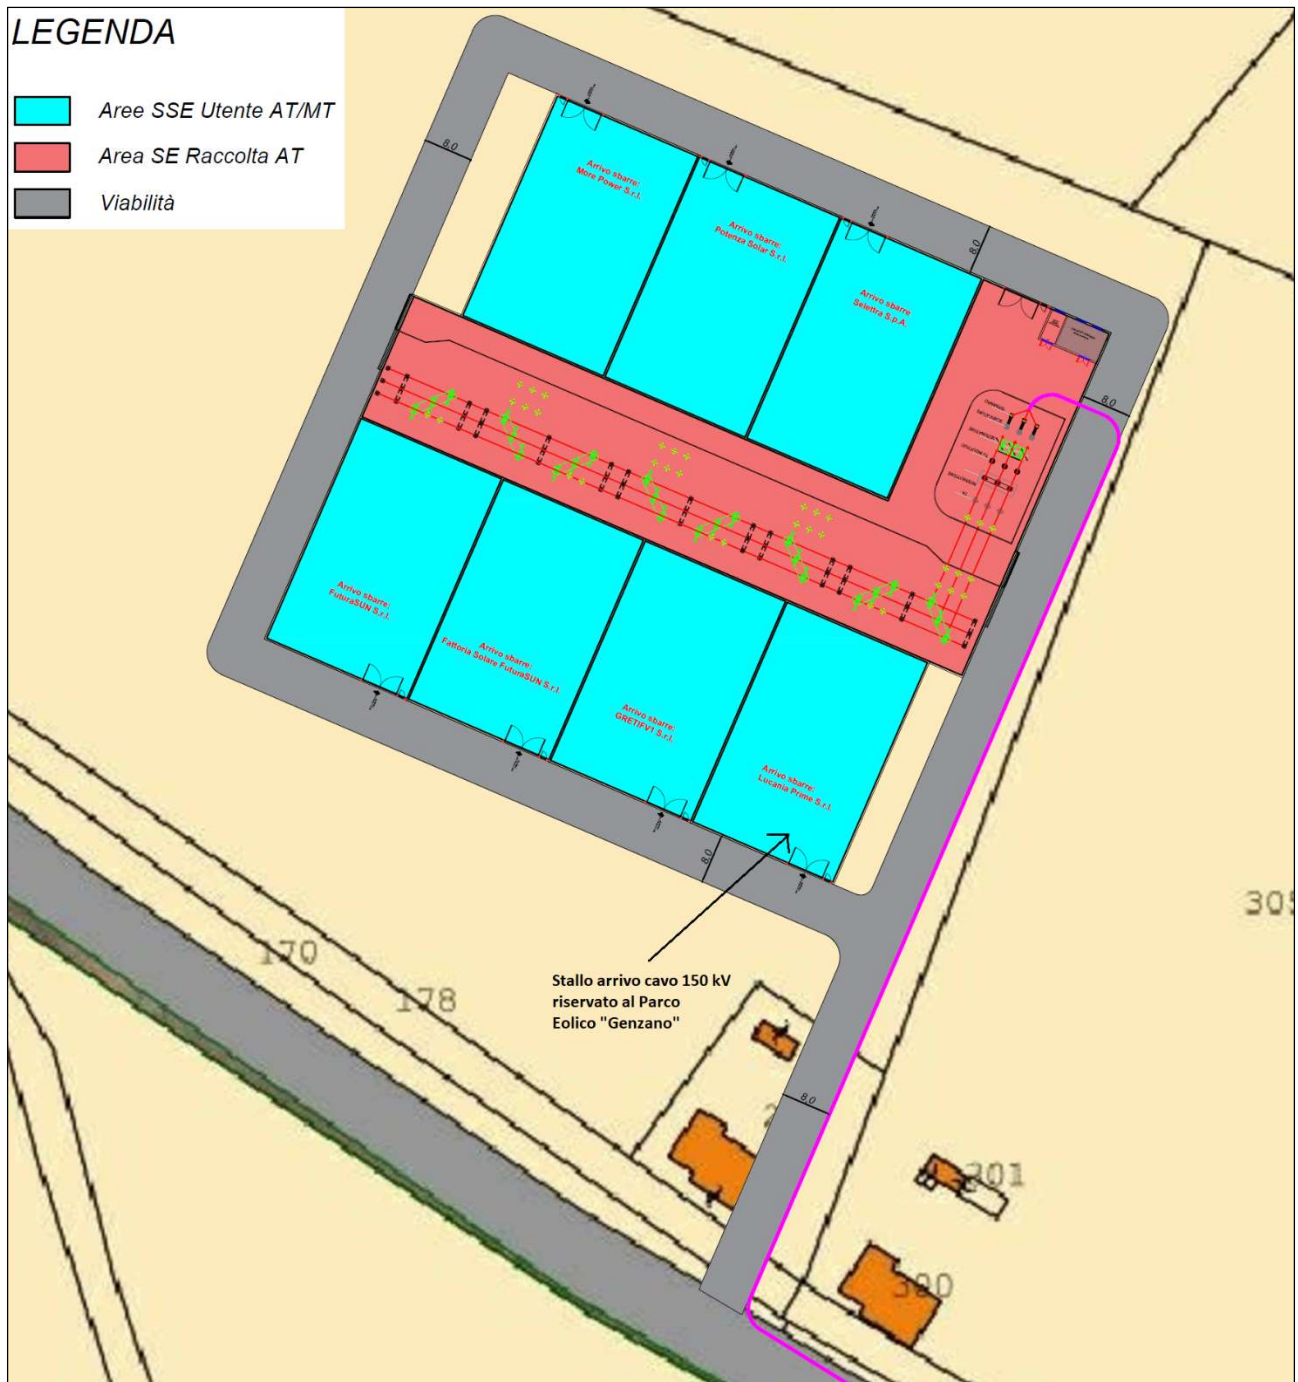 LEGENDA
Aree SSE Utente AT/MT
Area SE Raccolta AT
Viabilità
8.0
Arrivo sbarre:
More Power S.r.l.
Arrivo sbarre:
Potenza Solar S.r.l.
8.0
Arrivo sbarre
Selettra S.p.A.
8.0
Arrivo sbarre:
FuturaSUN S.r.l.
Arrivo sbarre:
Fattoria Solare FuturaSUN S.r.l.
Arrivo sbarre:
GRETIFV1 S.r.l.
Arrivo sbarre:
Lucania Prime S.r.l.
8.0
305
170
178
Stallo arrivo cavo 150 kV
riservato al Parco
Eolico "Genzano"
8.0
2
301
300